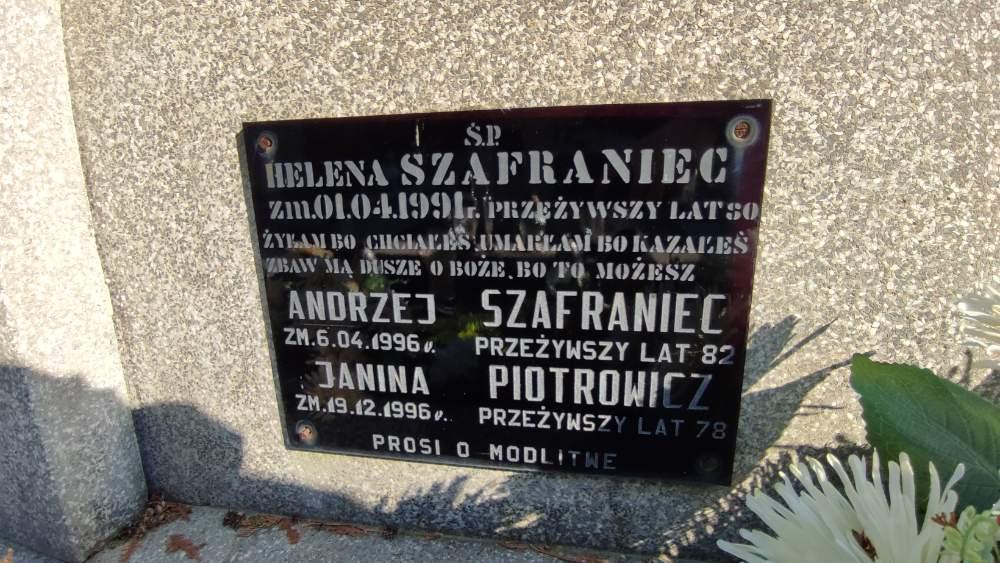 Ś.P.
HELENA SZAFRANIEC
zm.01.04.1991r. PRZEŻYWSZY LAT 80
ŻYŁAM BO CHCIAŁEŚ, UMARŁAM BO KAZAŁEŚ
ZBAW MĄ DUSZE O BOŻE, BO TO MOŻESZ
ANDRZEJ SZAFRANIEC
ZM.6.04.1996r. PRZEŻYWSZY LAT 82
JANINA PIOTROWICZ
ZM.19.12.1996r. PRZEŻYWSZY LAT 78
PROSI O MODLITWE